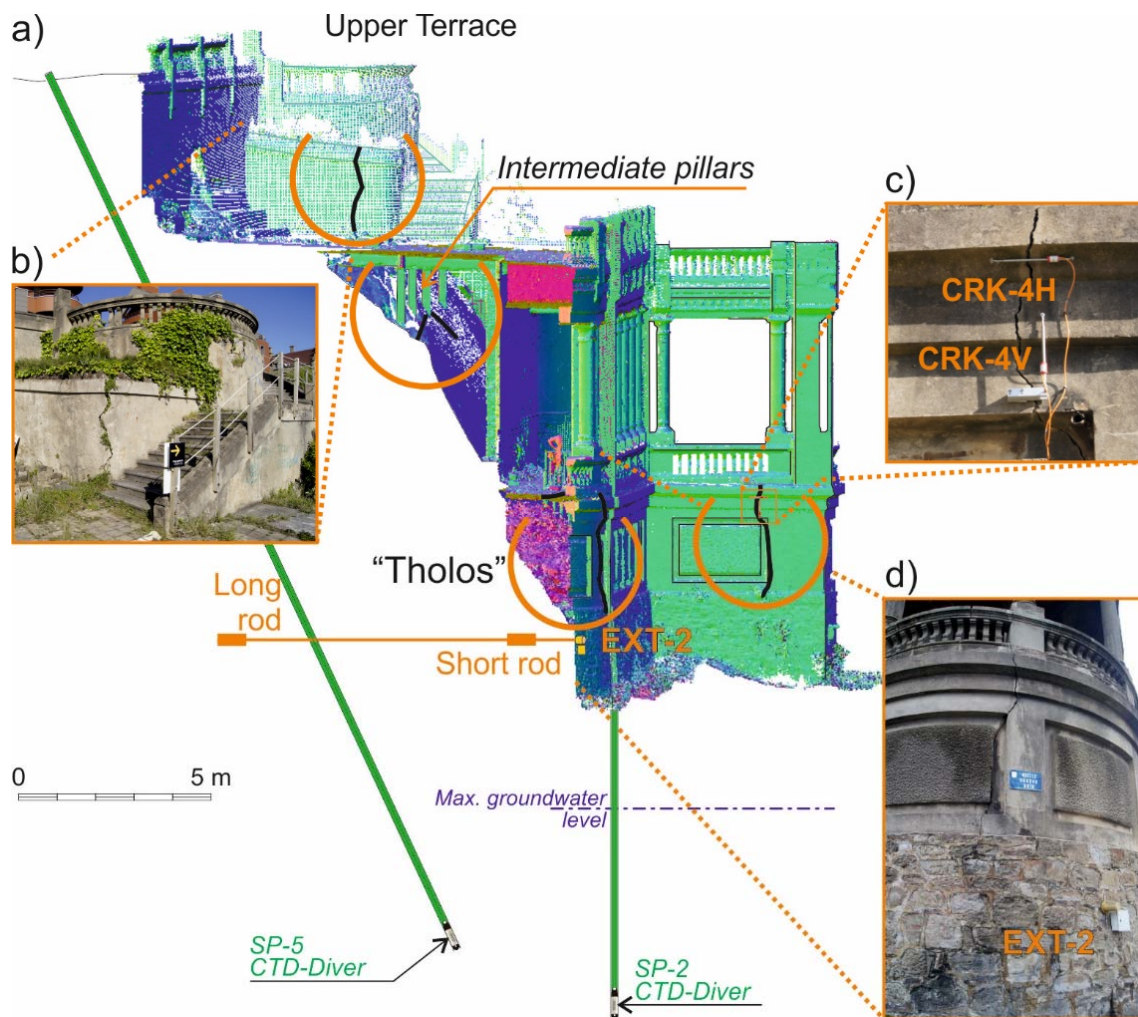 a)
Upper Terrace
Intermediate pillars
b)
c)
CRK-4H
CRK-4V
"Tholos"
Long
rod
EXT-2
Short rod
d)
0
5 m
Max. groundwater
level
EXT-2
SP-5
CTD-Diver
SP-2
CTD-Diver